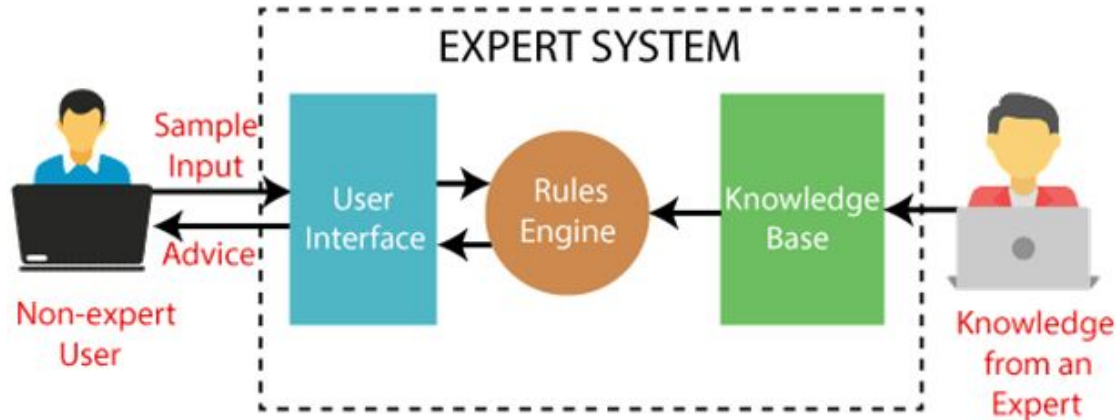 EXPERT SYSTEM
Sample
Input
Advice
Non-expert
User
User
Interface
Rules
Engine
Knowledge
Base
Knowledge
from an
Expert